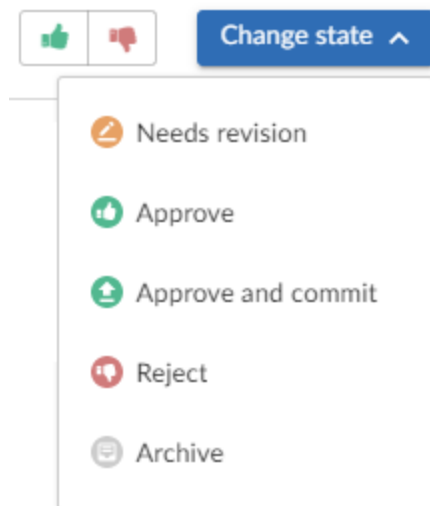 Change state
Needs revision
Approve
Approve and commit
Reject
Archive